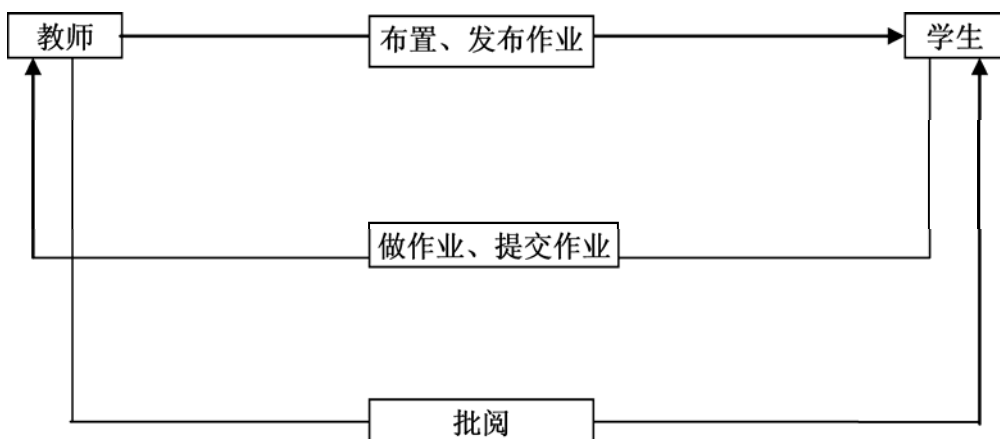 教师
布置、发布作业
学生
做作业、提交作业
批阅